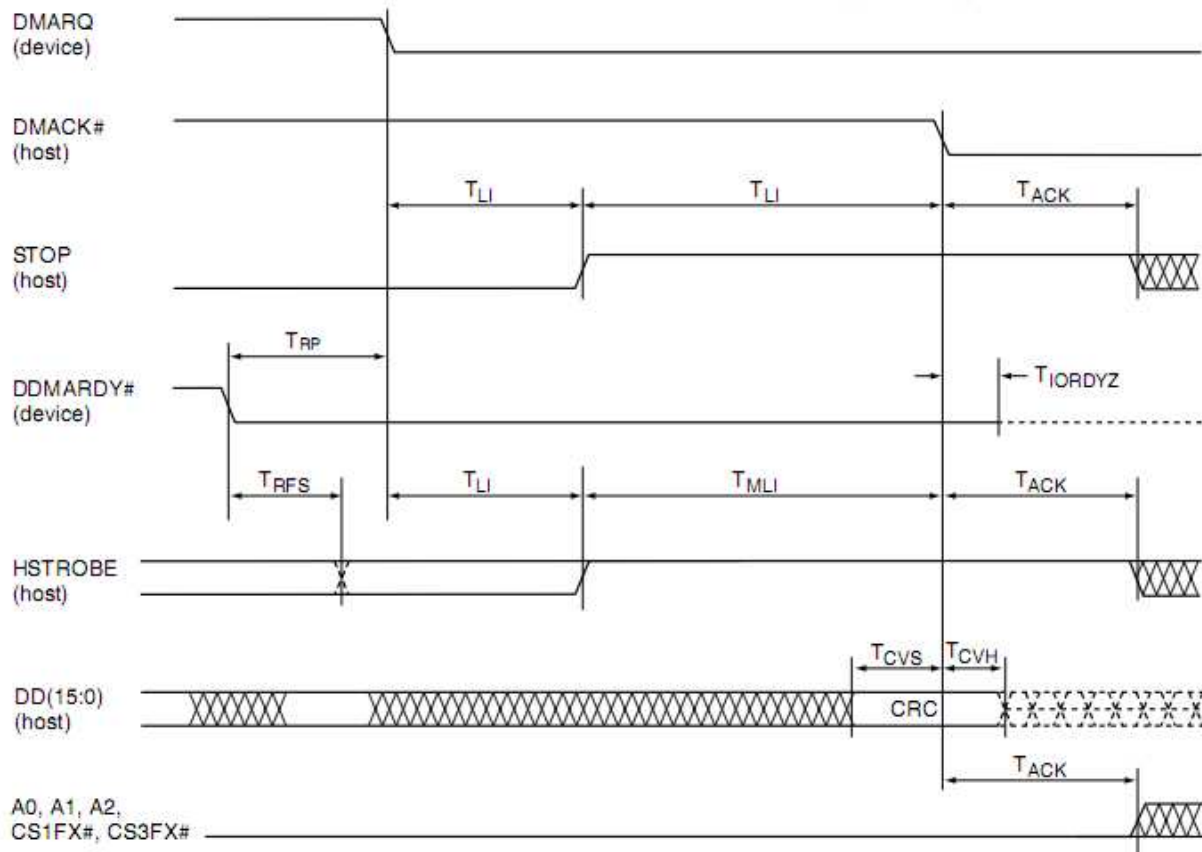 DMARQ
(device)
DMACK#
(host)
TLI
TLI
TACK
STOP
(host)
TRP
TIORDYZ
DDMARDY#
(device)
TRFS
TLI
TMLI
TACK
HSTROBE
(host)
TCVS
TCVH
DD(15:0)
(host)
CRC
TACK
A0, A1, A2,
CS1FX#, CS3FX#